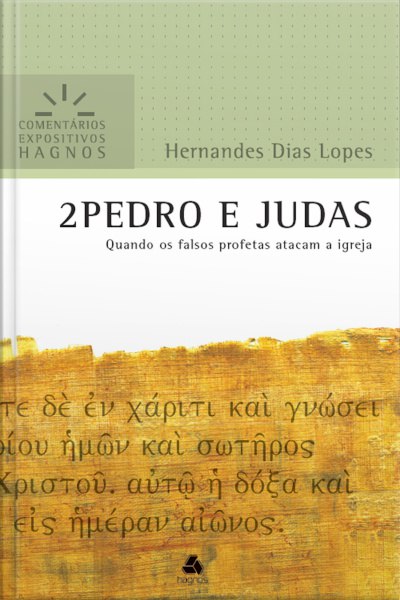 COMENTÁRIOS
EXPOSITIVOS
HAGNOS
Hernandes Dias Lopes
2PEDRO E JUDAS
Quando os falsos profetas atacam a igreja
τε δὲ ἐν χάριτι καὶ γνώσει
ρίου ἡμῶν καὶ σωτῆρος
Χριστοῦ. αὐτῷ ἡ δόξα καὶ
εἰς ἡμέραν αἰῶνος.
hagnos